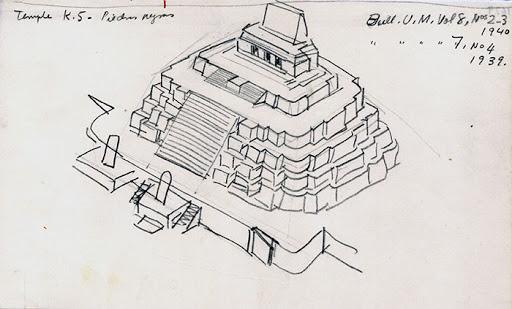 Temple K.5 - Piedras negras
Bull. U. M. Vol 8, Nos 2-3
1940
" " " " 7, No 4
1939.